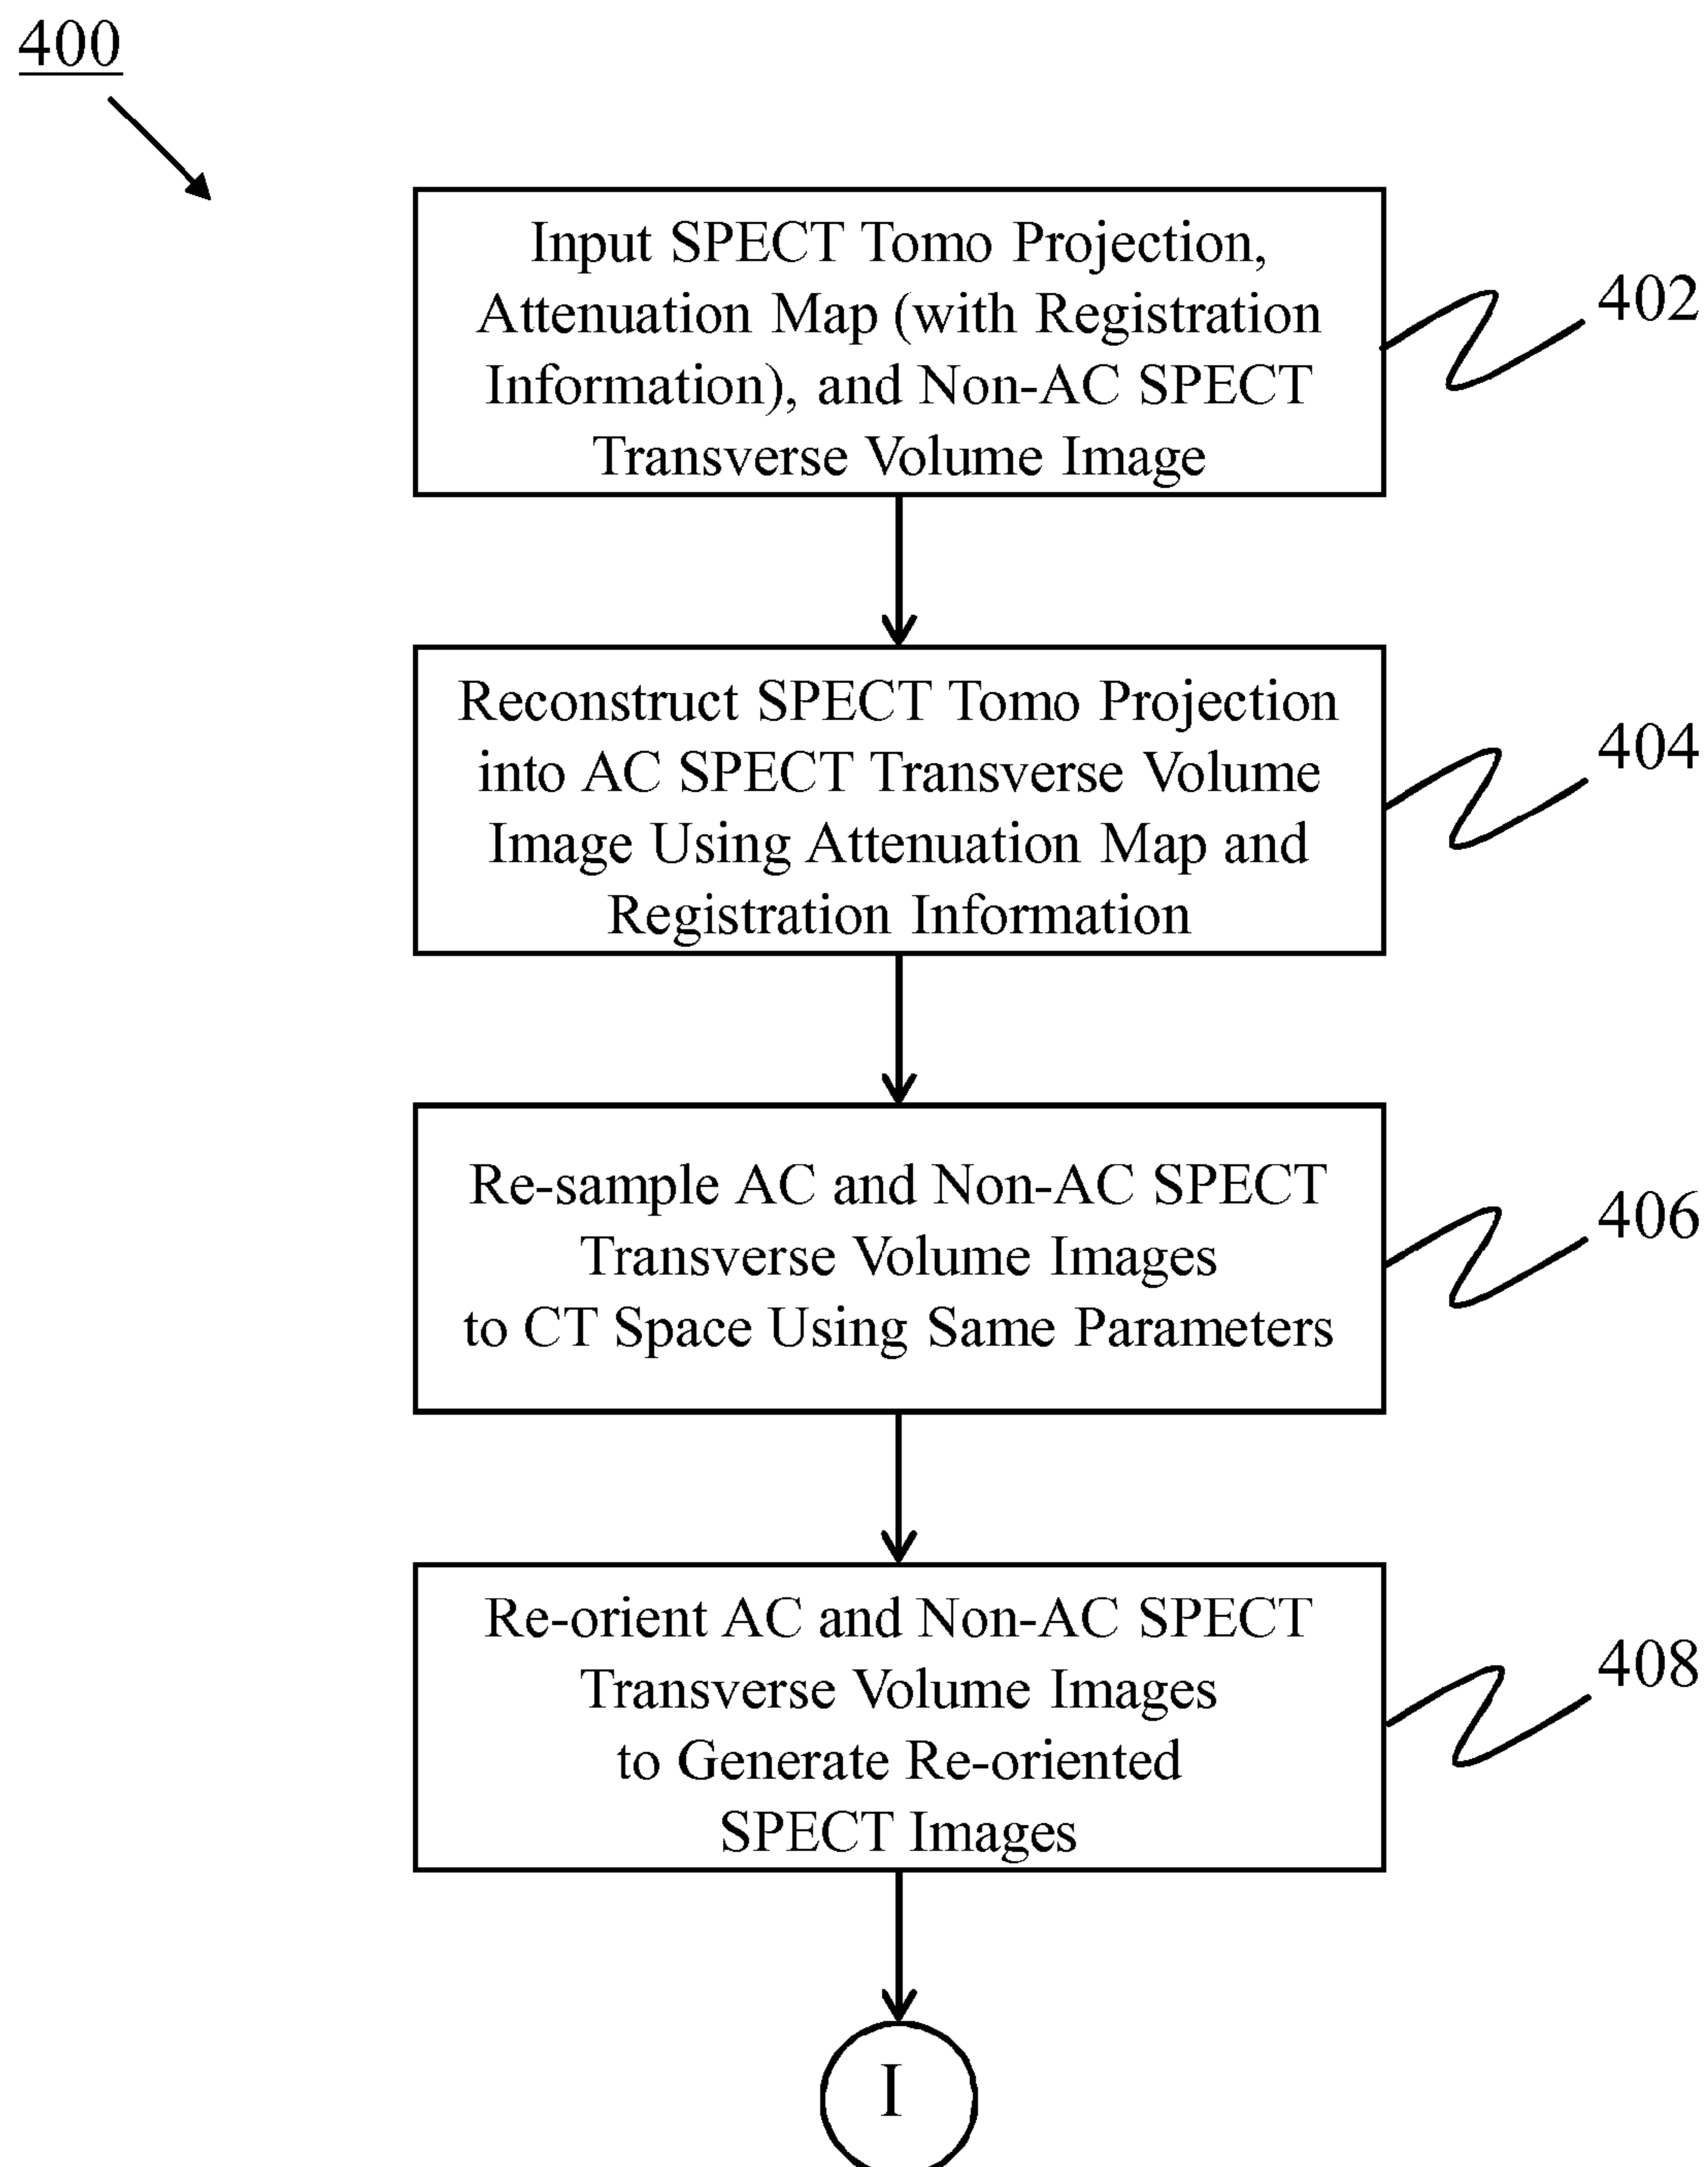 400
Input SPECT Tomo Projection,
Attenuation Map (with Registration
Information), and Non-AC SPECT
Transverse Volume Image
402
Reconstruct SPECT Tomo Projection
into AC SPECT Transverse Volume
Image Using Attenuation Map and
Registration Information
404
Re-sample AC and Non-AC SPECT
Transverse Volume Images
to CT Space Using Same Parameters
406
Re-orient AC and Non-AC SPECT
Transverse Volume Images
to Generate Re-oriented
SPECT Images
408
I